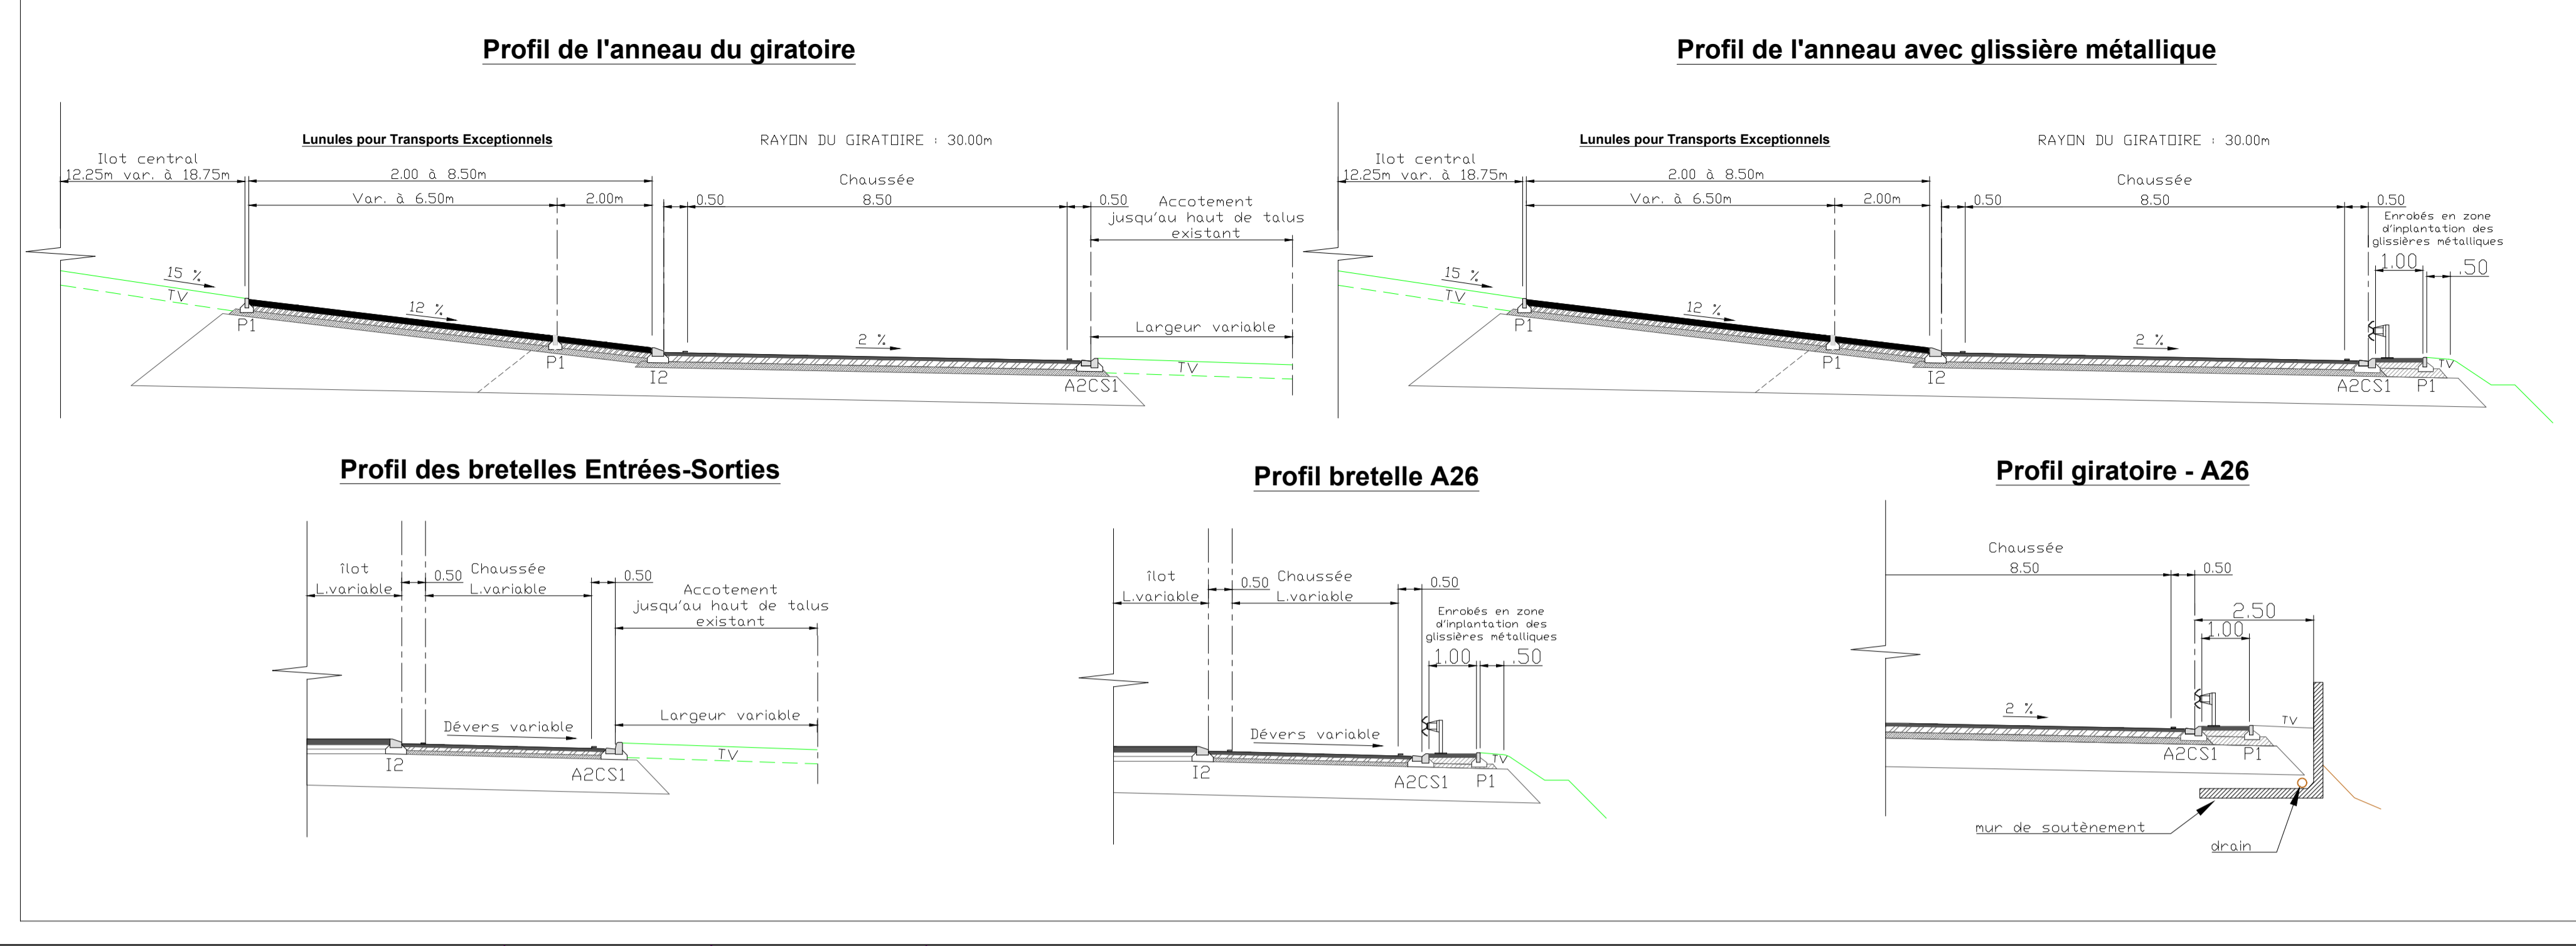 Profil de l'anneau du giratoire
Lunules pour Transports Exceptionnels
RAYON DU GIRATOIRE : 30.00m
Ilot central
12.25m var. à 18.75m
2.00 à 8.50m
Chaussée
Var. à 6.50m
2.00m
0.50
8.50
0.50
Accotement
jusqu'au haut de talus
existant
15 %
TV
12 %
2 %
Largeur variable
TV
P1
P1
I2
A2CS1
Profil de l'anneau avec glissière métallique
Lunules pour Transports Exceptionnels
RAYON DU GIRATOIRE : 30.00m
Ilot central
12.25m var. à 18.75m
2.00 à 8.50m
Chaussée
Var. à 6.50m
2.00m
0.50
8.50
0.50
Enrobés en zone
d'inplantation des
glissières métalliques
1.00
.50
15 %
TV
12 %
2 %
TV
P1
P1
I2
A2CS1
P1
Profil des bretelles Entrées-Sorties
îlot
L.variable
0.50
Chaussée
L.variable
0.50
Accotement
jusqu'au haut de talus
existant
Dévers variable
Largeur variable
TV
I2
A2CS1
Profil bretelle A26
îlot
L.variable
0.50
Chaussée
L.variable
0.50
Enrobés en zone
d'inplantation des
glissières métalliques
1.00
.50
Dévers variable
TV
I2
A2CS1
P1
Profil giratoire - A26
Chaussée
8.50
0.50
2.50
1.00
2 %
TV
A2CS1
P1
mur de soutènement
drain